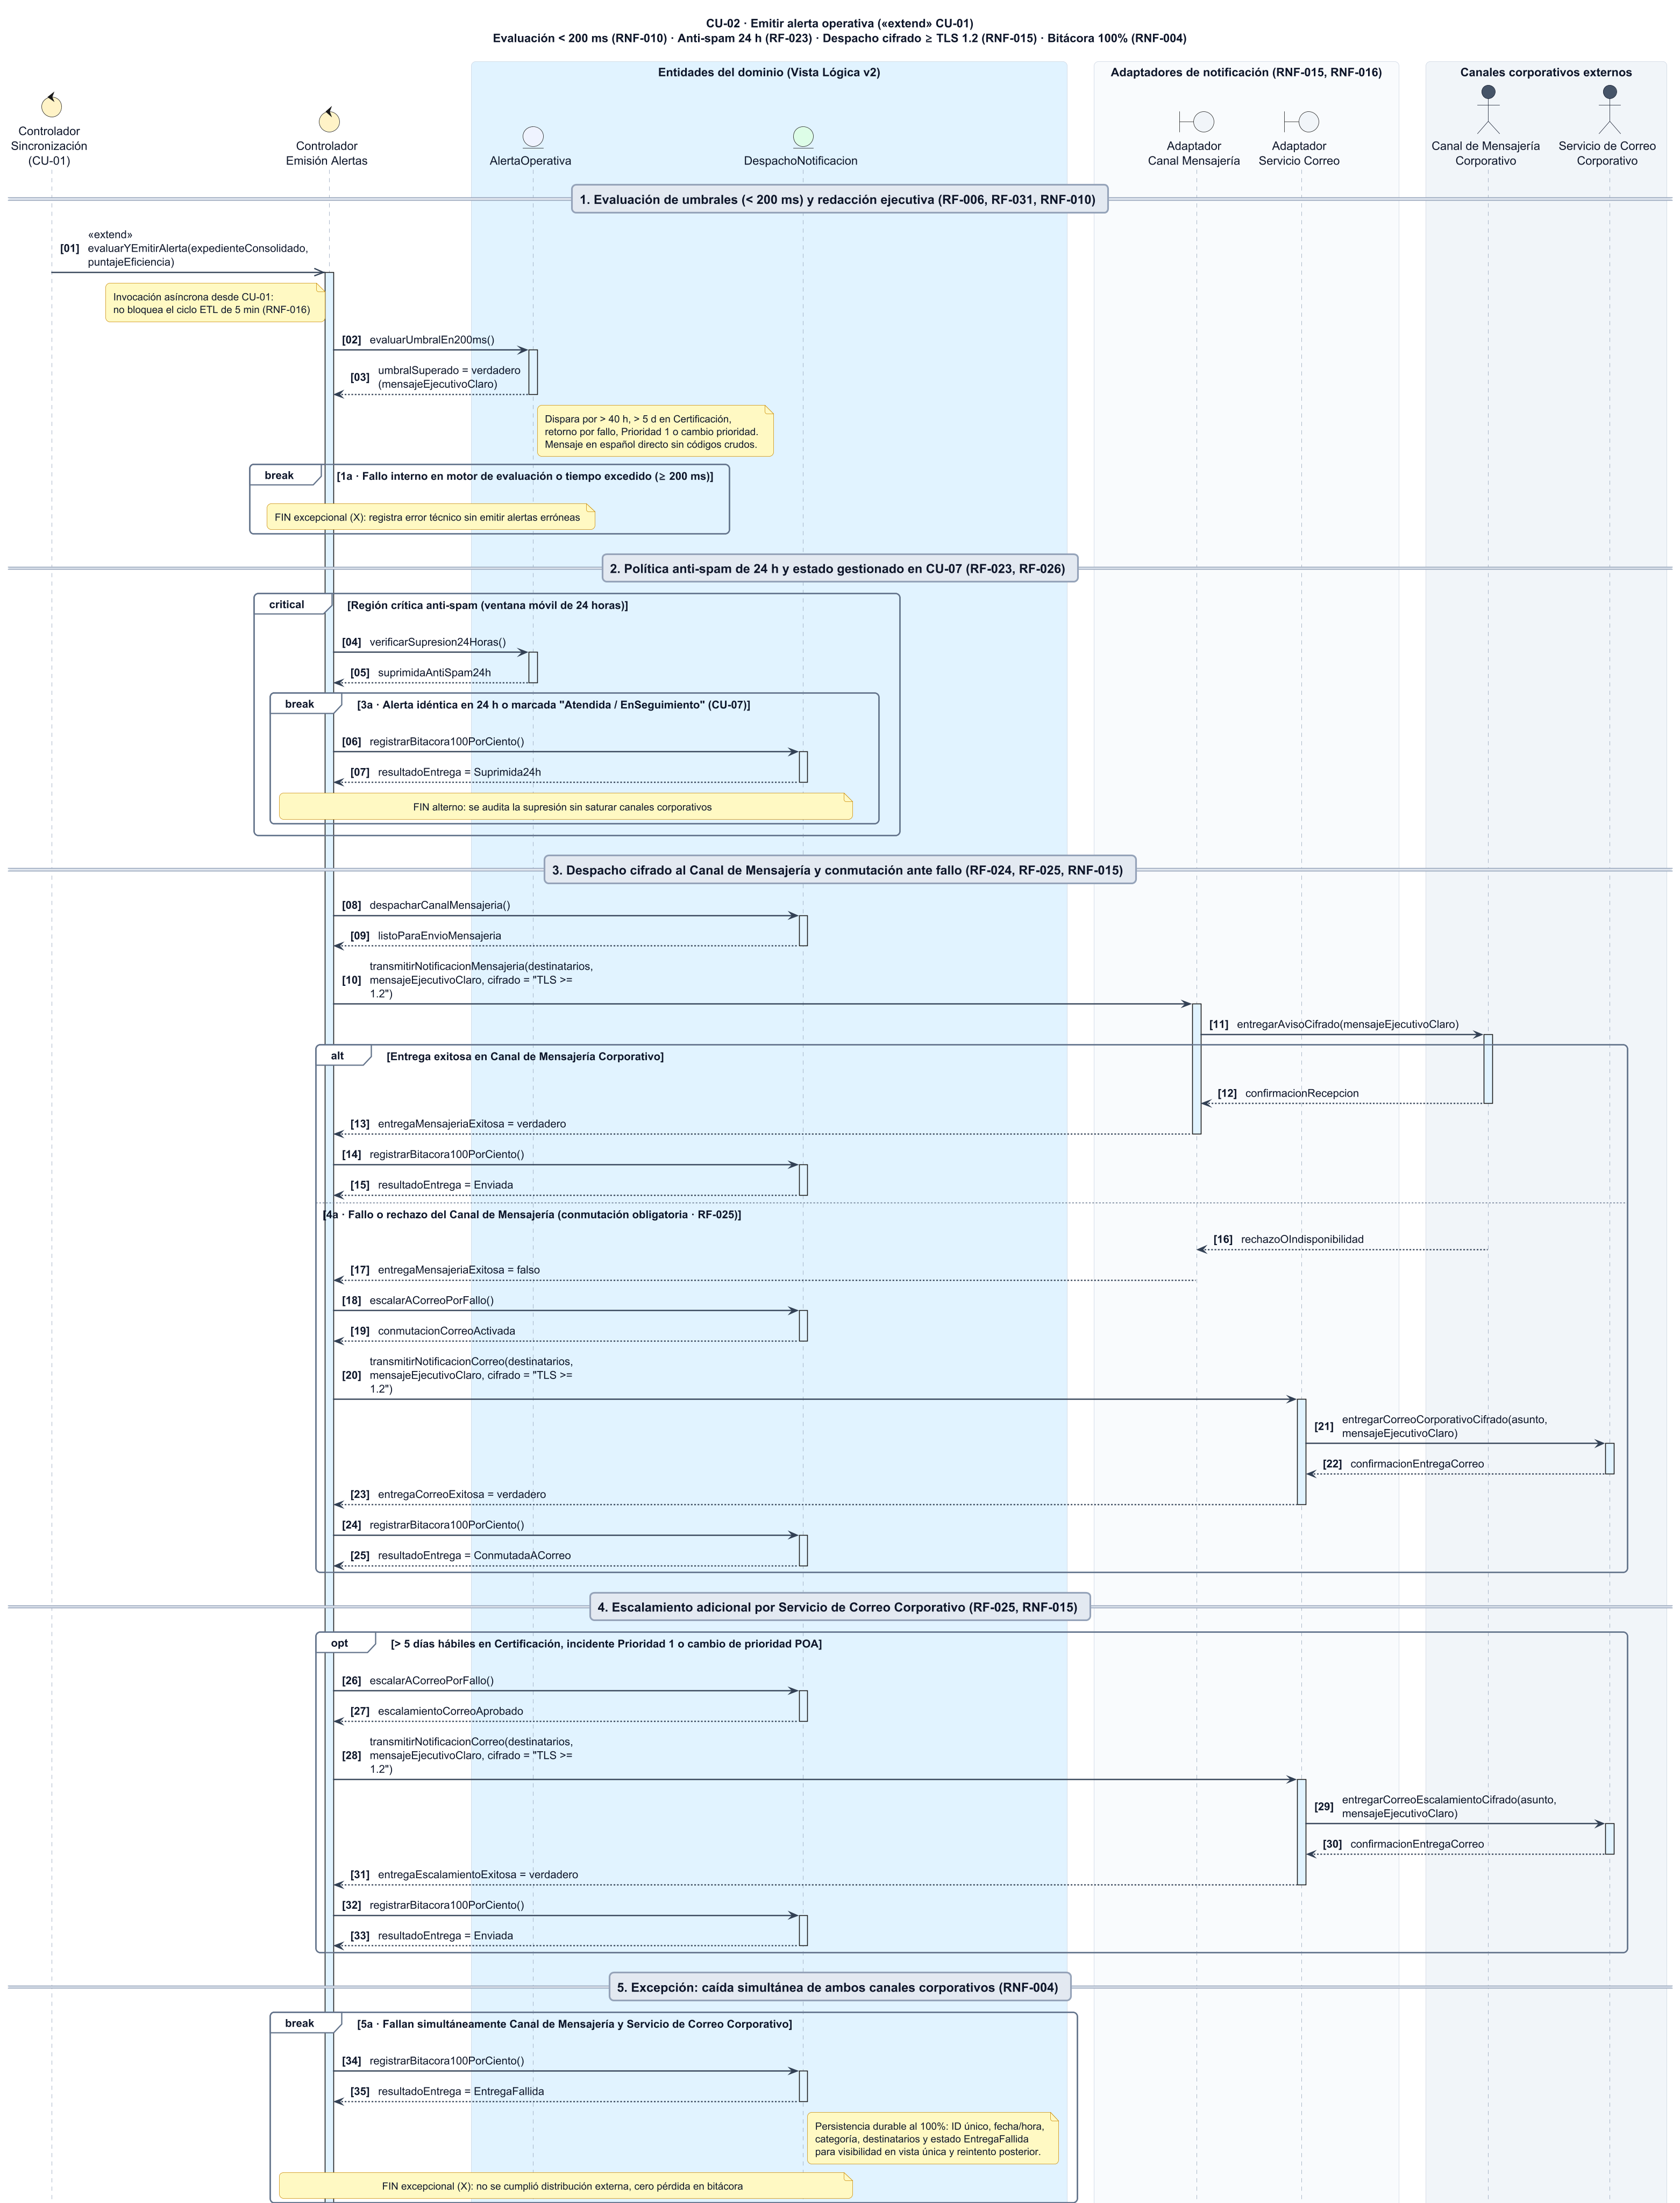 CU-02 · Emitir alerta operativa («extend» CU-01)
Evaluación < 200 ms (RNF-010) · Anti-spam 24 h (RF-023) · Despacho cifrado ≥ TLS 1.2 (RNF-015) · Bitácora 100% (RNF-004)
Entidades del dominio (Vista Lógica v2)
Adaptadores de notificación (RNF-015, RNF-016)
Canales corporativos externos
Controlador
Sincronización
(CU-01)
Controlador
Emisión Alertas
AlertaOperativa
DespachoNotificacion
Adaptador
Canal Mensajería
Adaptador
Servicio Correo
Canal de Mensajería
Corporativo
Servicio de Correo
Corporativo
1. Evaluación de umbrales (< 200 ms) y redacción ejecutiva (RF-006, RF-031, RNF-010)
«extend»
[01] evaluarYEmitirAlerta(expedienteConsolidado,
puntajeEficiencia)
Invocación asíncrona desde CU-01:
no bloquea el ciclo ETL de 5 min (RNF-016)
[02] evaluarUmbralEn200ms()
[03] umbralSuperado = verdadero
(mensajeEjecutivoClaro)
Dispara por > 40 h, > 5 d en Certificación,
retorno por fallo, Prioridad 1 o cambio prioridad.
Mensaje en español directo sin códigos crudos.
break [1a · Fallo interno en motor de evaluación o tiempo excedido (≥ 200 ms)]
FIN excepcional (X): registra error técnico sin emitir alertas erróneas
2. Política anti-spam de 24 h y estado gestionado en CU-07 (RF-023, RF-026)
critical [Región crítica anti-spam (ventana móvil de 24 horas)]
[04] verificarSupresion24Horas()
[05] suprimidaAntiSpam24h
break [3a · Alerta idéntica en 24 h o marcada "Atendida / EnSeguimiento" (CU-07)]
[06] registrarBitacora100PorCiento()
[07] resultadoEntrega = Suprimida24h
FIN alterno: se audita la supresión sin saturar canales corporativos
3. Despacho cifrado al Canal de Mensajería y conmutación ante fallo (RF-024, RF-025, RNF-015)
[08] despacharCanalMensajeria()
[09] listoParaEnvioMensajeria
transmitirNotificacionMensajeria(destinatarios,
[10] mensajeEjecutivoClaro, cifrado = "TLS >=
1.2")
[11] entregarAvisoCifrado(mensajeEjecutivoClaro)
alt [Entrega exitosa en Canal de Mensajería Corporativo]
[12] confirmacionRecepcion
[13] entregaMensajeriaExitosa = verdadero
[14] registrarBitacora100PorCiento()
[15] resultadoEntrega = Enviada
[4a · Fallo o rechazo del Canal de Mensajería (conmutación obligatoria · RF-025)]
[16] rechazoOIndisponibilidad
[17] entregaMensajeriaExitosa = falso
[18] escalarACorreoPorFallo()
[19] conmutacionCorreoActivada
transmitirNotificacionCorreo(destinatarios,
[20] mensajeEjecutivoClaro, cifrado = "TLS >=
1.2")
[21] entregarCorreoCorporativoCifrado(asunto,
mensajeEjecutivoClaro)
[22] confirmacionEntregaCorreo
[23] entregaCorreoExitosa = verdadero
[24] registrarBitacora100PorCiento()
[25] resultadoEntrega = ConmutadaACorreo
4. Escalamiento adicional por Servicio de Correo Corporativo (RF-025, RNF-015)
opt [> 5 días hábiles en Certificación, incidente Prioridad 1 o cambio de prioridad POA]
[26] escalarACorreoPorFallo()
[27] escalamientoCorreoAprobado
transmitirNotificacionCorreo(destinatarios,
[28] mensajeEjecutivoClaro, cifrado = "TLS >=
1.2")
[29] entregarCorreoEscalamientoCifrado(asunto,
mensajeEjecutivoClaro)
[30] confirmacionEntregaCorreo
[31] entregaEscalamientoExitosa = verdadero
[32] registrarBitacora100PorCiento()
[33] resultadoEntrega = Enviada
5. Excepción: caída simultánea de ambos canales corporativos (RNF-004)
break [5a · Fallan simultáneamente Canal de Mensajería y Servicio de Correo Corporativo]
[34] registrarBitacora100PorCiento()
[35] resultadoEntrega = EntregaFallida
Persistencia durable al 100%: ID único, fecha/hora,
categoría, destinatarios y estado EntregaFallida
para visibilidad en vista única y reintento posterior.
FIN excepcional (X): no se cumplió distribución externa, cero pérdida en bitácora